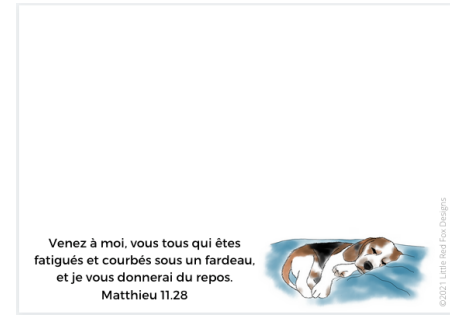 Venez à moi, vous tous qui êtes
fatigués et courbés sous un fardeau,
et je vous donnerai du repos.
Matthieu 11.28
©2021 Little Red Fox Designs